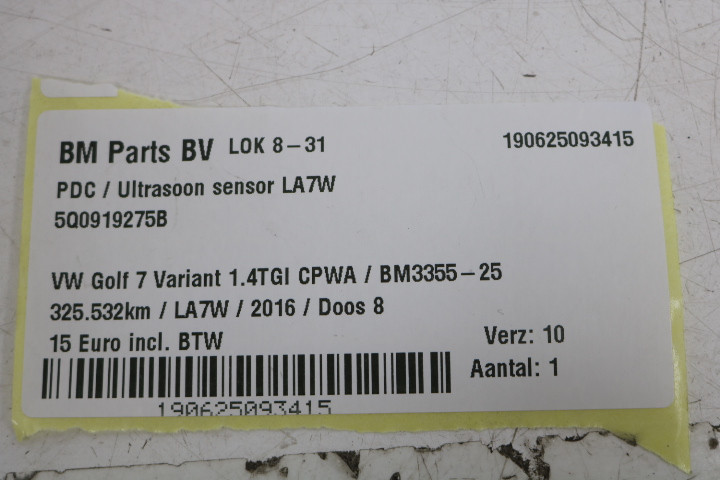 BM Parts BV LOK 8-31 190625093415
PDC / Ultrasoon sensor LA7W
5Q0919275B
VW Golf 7 Variant 1.4TGI CPWA / BM3355-25
325.532km / LA7W / 2016 / Doos 8
15 Euro incl. BTW Verz: 10
Aantal: 1
190625093415